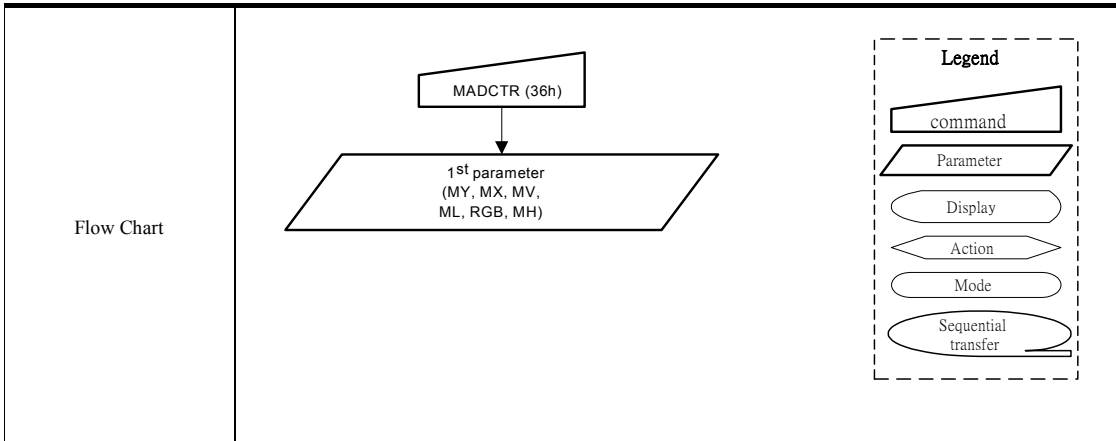 Flow Chart
MADCTR (36h)
1st parameter
(MY, MX, MV,
ML, RGB, MH)
Legend
command
Parameter
Display
Action
Mode
Sequential
transfer